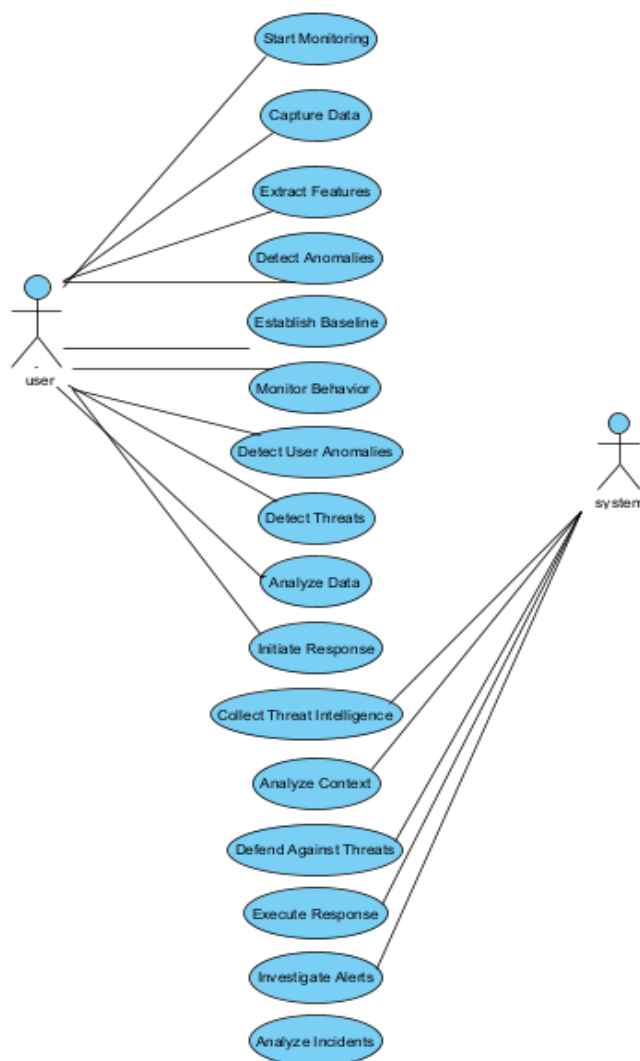 Start Monitoring
Capture Data
Extract Features
Detect Anomalies
Establish Baseline
user
Monitor Behavior
Detect User Anomalies
system
Detect Threats
Analyze Data
Initiate Response
Collect Threat Intelligence
Analyze Context
Defend Against Threats
Execute Response
Investigate Alerts
Analyze Incidents